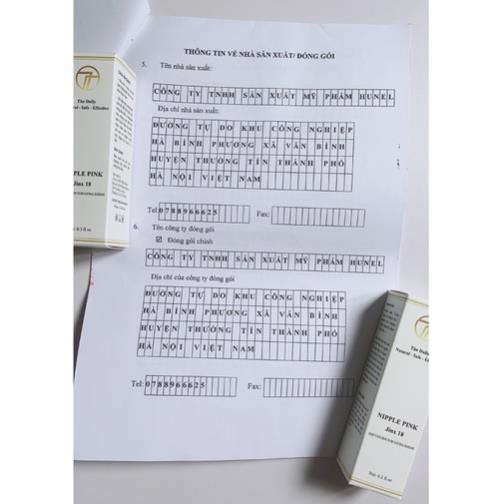 THÔNG TIN VỀ NHÀ SẢN XUẤT/ ĐÓNG GÓI
5. Tên nhà sản xuất:
CÔNG TY TNHH SẢN XUẤT MỸ PHẨM HUNEL
Địa chỉ nhà sản xuất:
ĐƯỜNG TỰ DO KHU CÔNG NGHIỆP
HÀ BÌNH PHƯƠNG XÃ VĂN BÌNH
HUYỆN THƯỜNG TÍN THÀNH PHỐ
HÀ NỘI VIỆT NAM
Tel: 0788966625 Fax:
6. Tên công ty đóng gói
Đóng gói chính
CÔNG TY TNHH SẢN XUẤT MỸ PHẨM HUNEL
Địa chỉ của công ty đóng gói
ĐƯỜNG TỰ DO KHU CÔNG NGHIỆP
HÀ BÌNH PHƯƠNG XÃ VĂN BÌNH
HUYỆN THƯỜNG TÍN THÀNH PHỐ
HÀ NỘI VIỆT NAM
Tel: 0788966625 Fax:
The Daily
PPLE PINK
Jinx 18
The Daily
NIPPLE PINK
Jinx 18